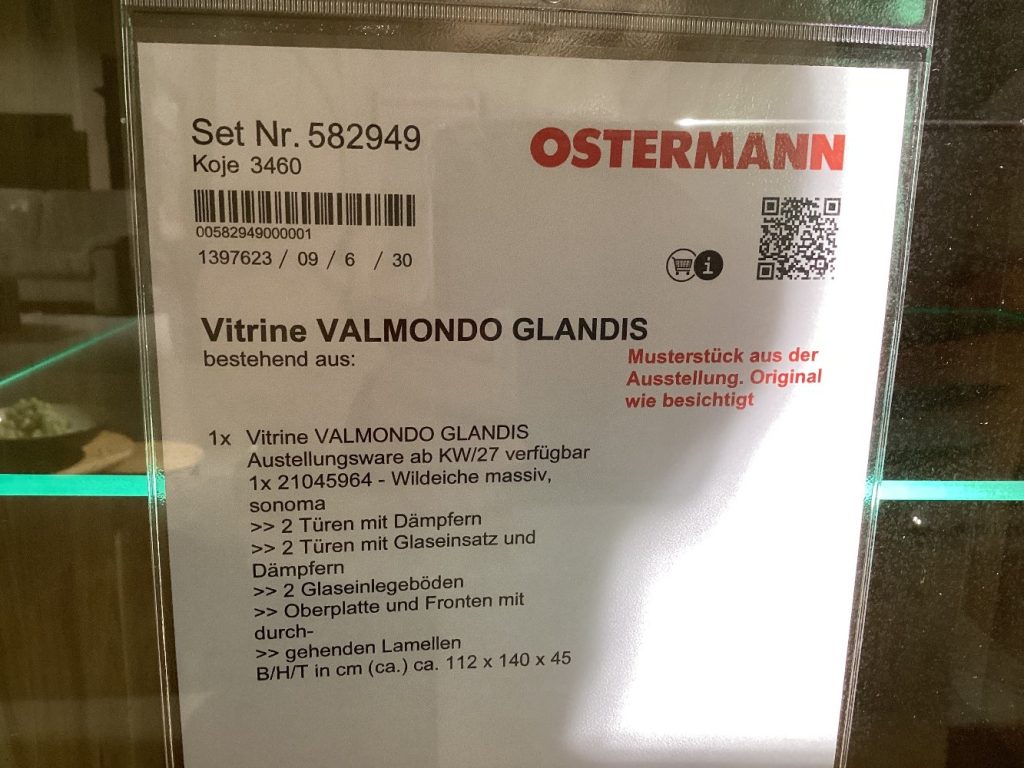 Set Nr. 582949
OSTERMANN
Koje 3460
00582949000001
1397623 / 09 / 6 / 30
i
Vitrine VALMONDO GLANDIS
bestehend aus:
Musterstück aus der
Ausstellung. Original
wie besichtigt
1x Vitrine VALMONDO GLANDIS
Austellungsware ab KW/27 verfügbar
1x 21045964 - Wildeiche massiv,
sonoma
>> 2 Türen mit Dämpfern
>> 2 Türen mit Glaseinsatz und
Dämpfern
>> 2 Glaseinlegeböden
>> Oberplatte und Fronten mit
durch-
>> gehenden Lamellen
B/H/T in cm (ca.) ca. 112 x 140 x 45